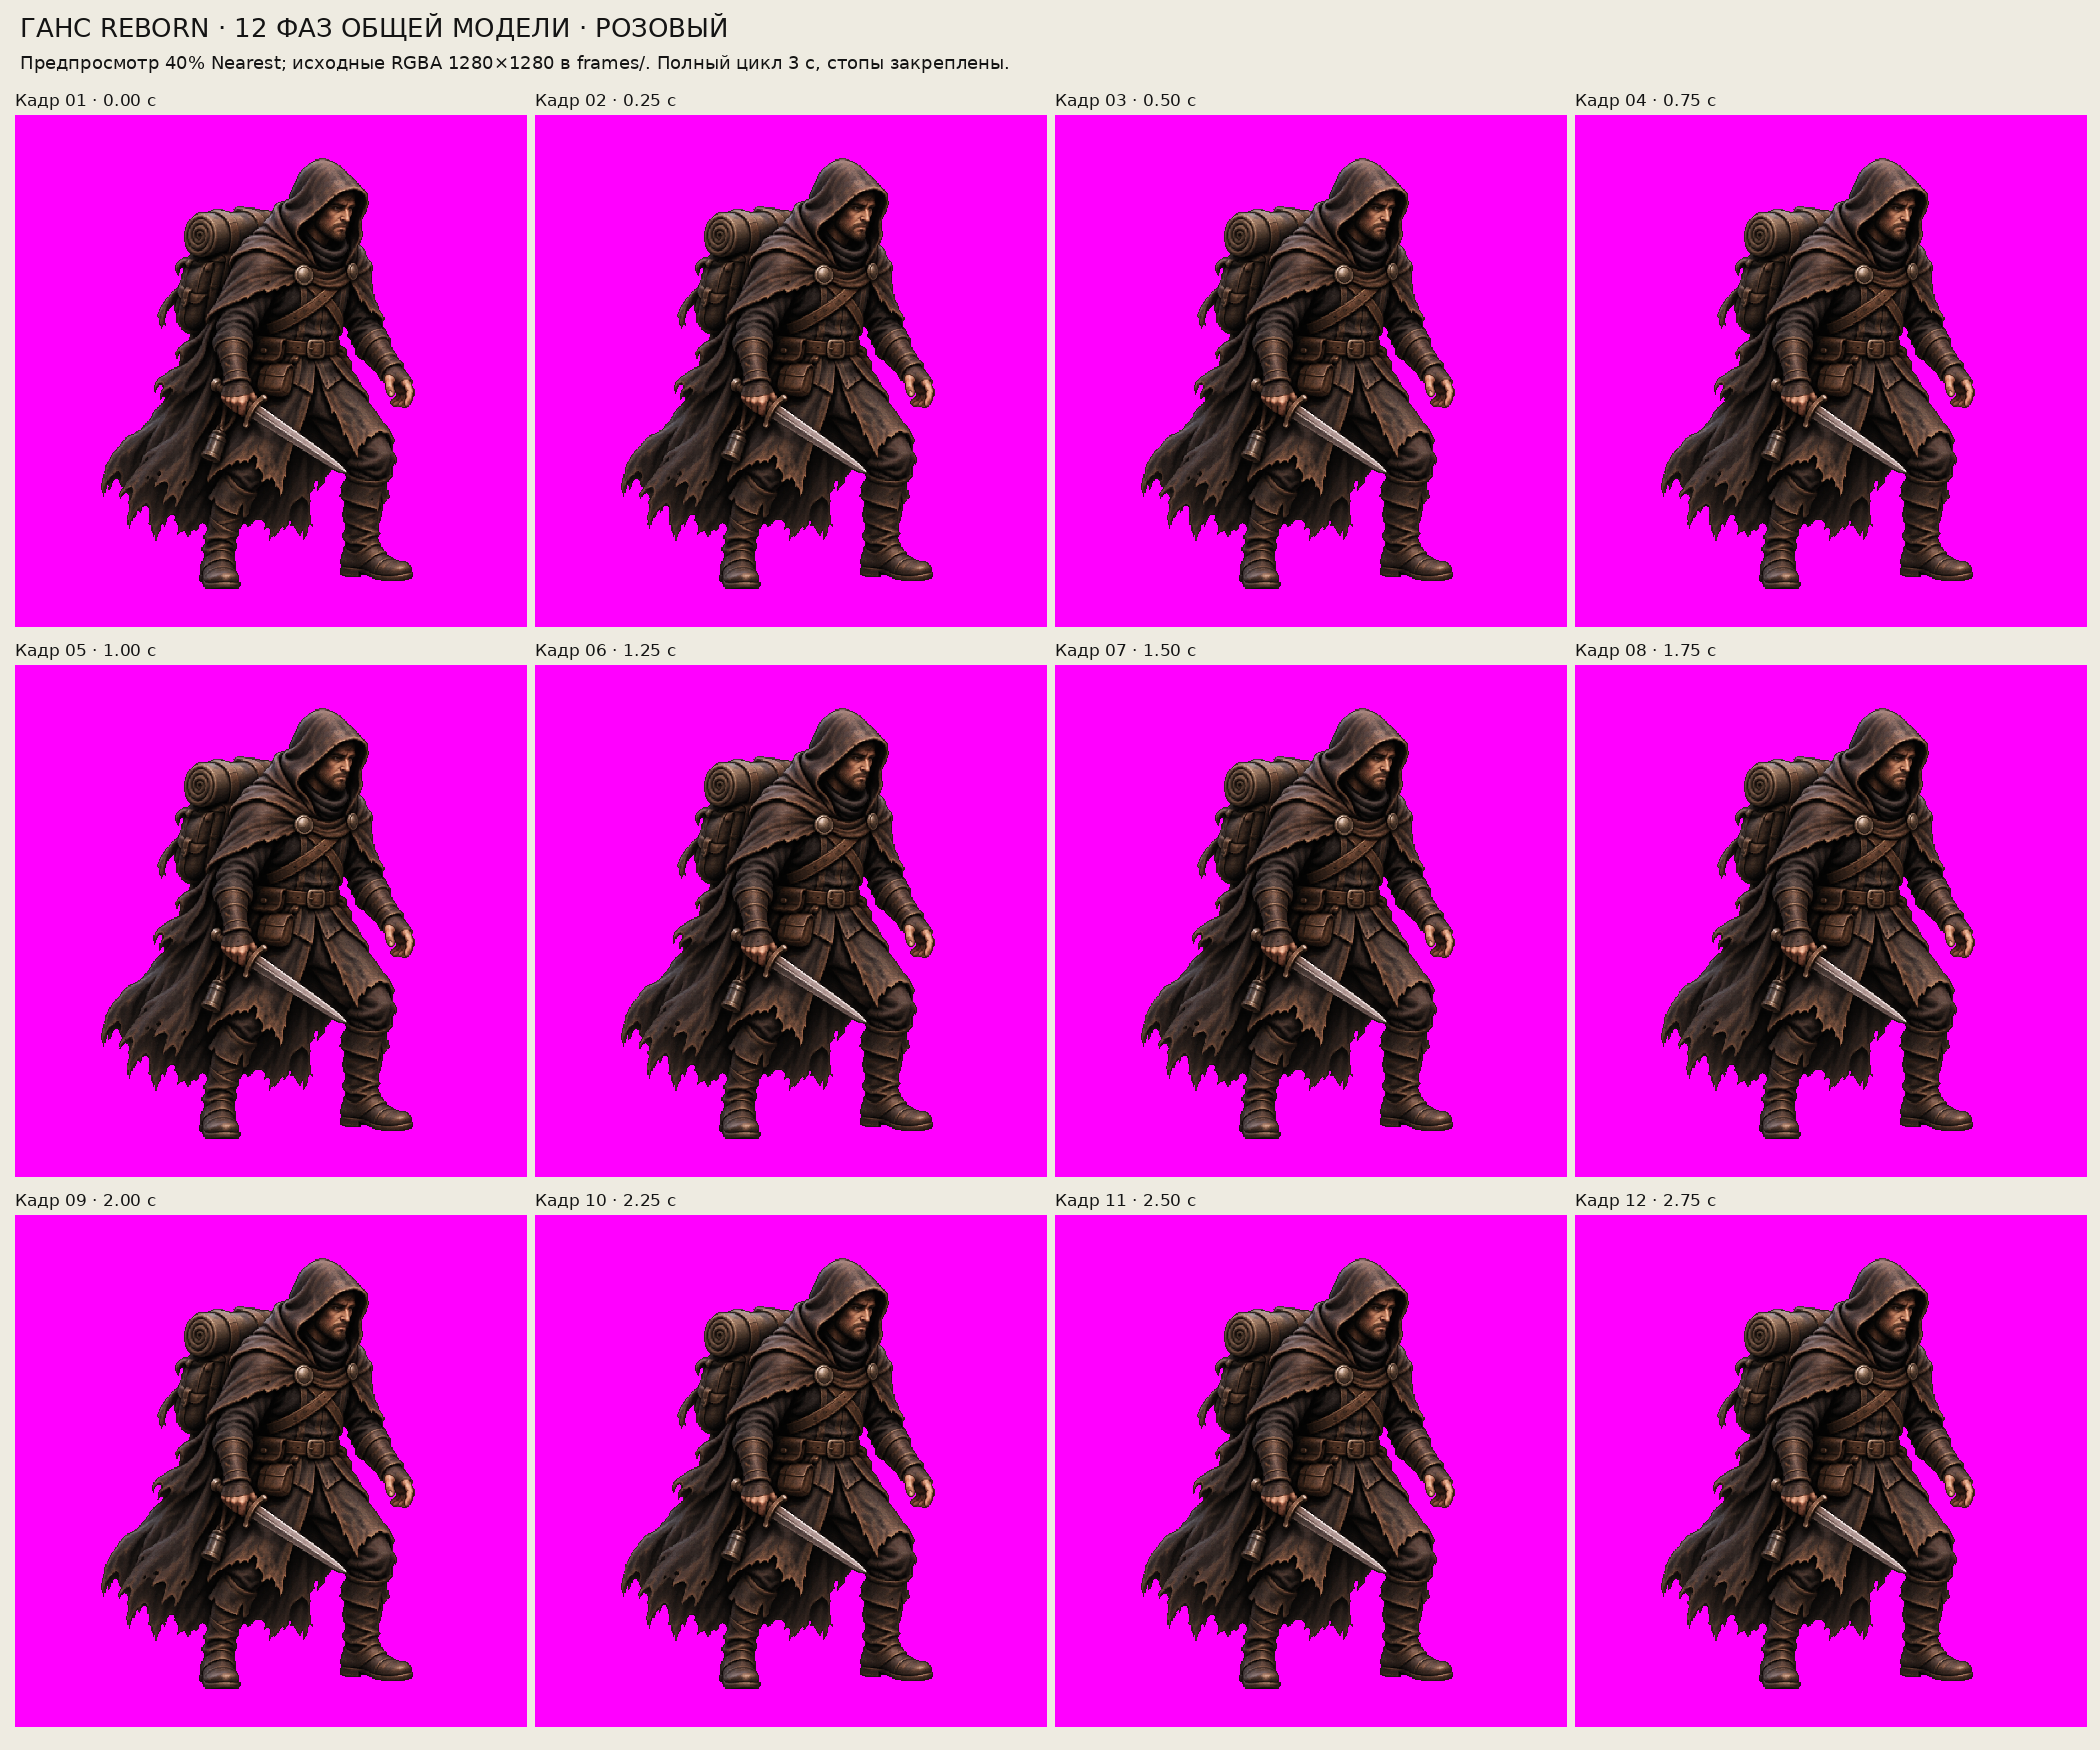 ГАНС REBORN · 12 ФАЗ ОБЩЕЙ МОДЕЛИ · РОЗОВЫЙ
Предпросмотр 40% Nearest; исходные RGBA 1280×1280 в frames/. Полный цикл 3 с, стопы закреплены.
Кадр 01 · 0.00 с
Кадр 02 · 0.25 с
Кадр 03 · 0.50 с
Кадр 04 · 0.75 с
Кадр 05 · 1.00 с
Кадр 06 · 1.25 с
Кадр 07 · 1.50 с
Кадр 08 · 1.75 с
Кадр 09 · 2.00 с
Кадр 10 · 2.25 с
Кадр 11 · 2.50 с
Кадр 12 · 2.75 с